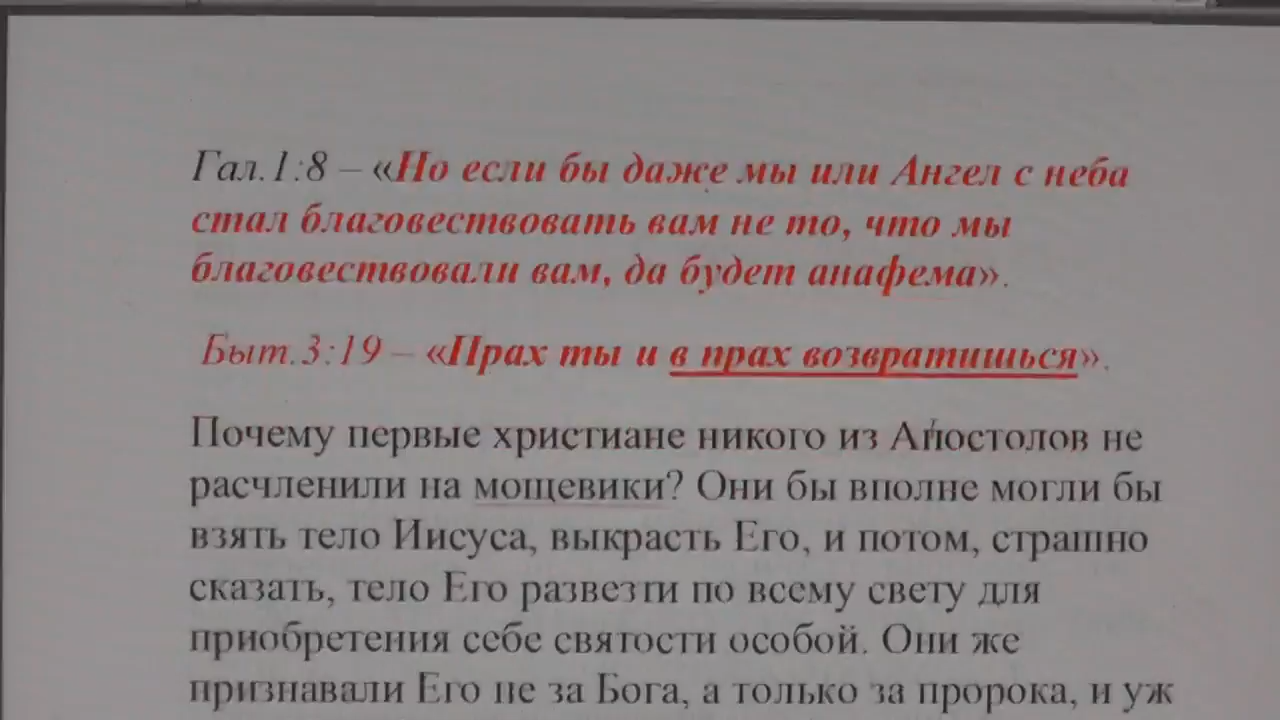 Гал.1:8 – «Но если бы даже мы или Ангел с неба
стал благовествовать вам не то, что мы
благовествовали вам, да будет анафема».
Быт.3:19 – «Прах ты и в прах возвратишься».
Почему первые христиане никого из Апостолов не
расчленили на мощевики? Они бы вполне могли бы
взять тело Иисуса, выкрасть Его, и потом, страшно
сказать, тело Его развезти по всему свету для
приобретения себе святости особой. Они же
признавали Его не за Бога, а только за пророка, и уж